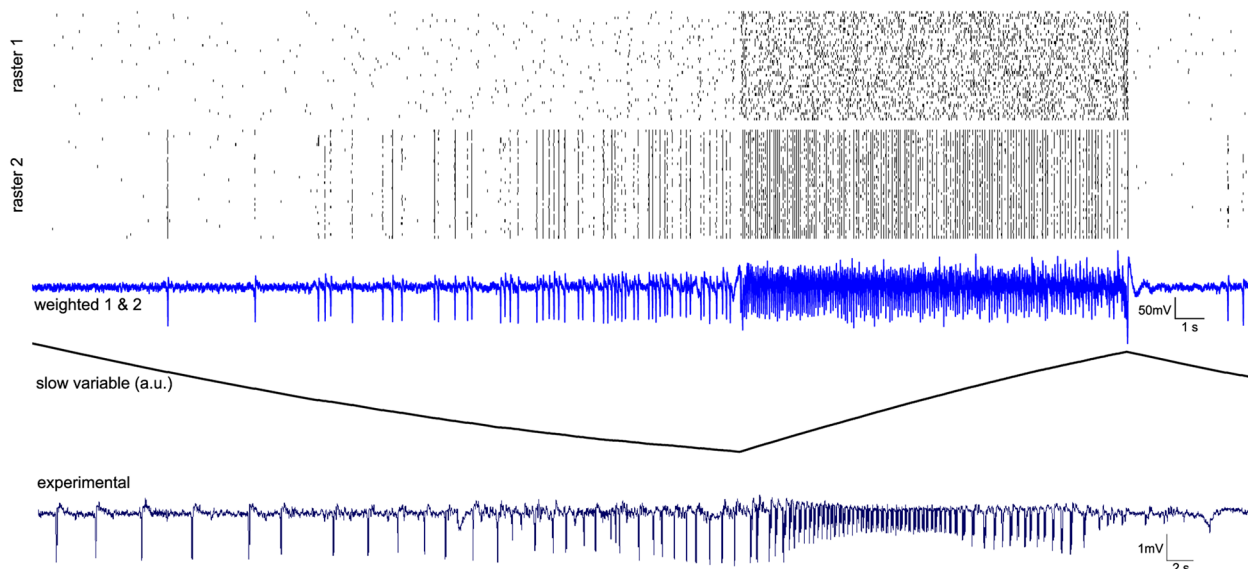 raster 1
raster 2
weighted 1 & 2
50mV
1 s
slow variable (a.u.)
experimental
1mV
2 s